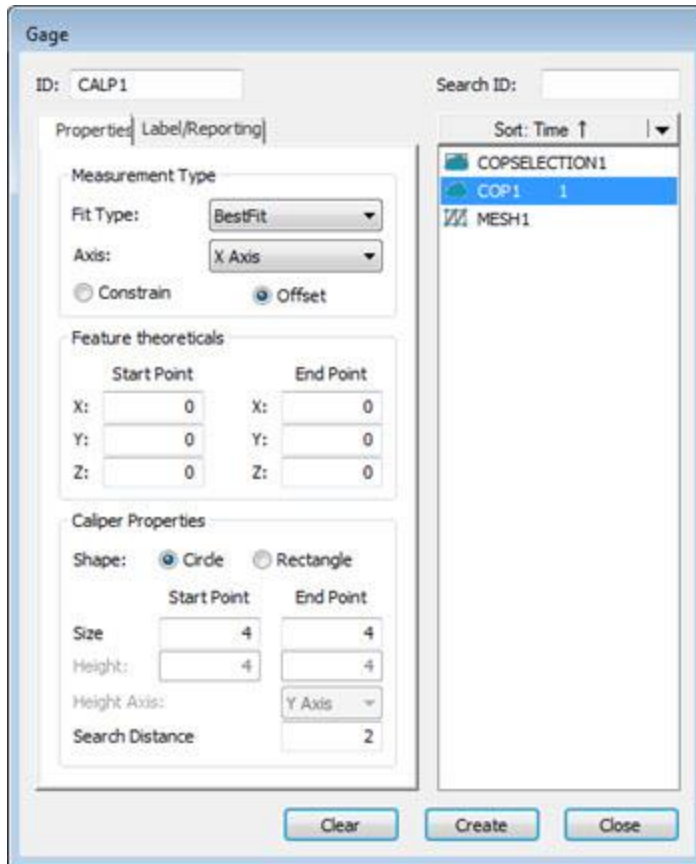 Gage
ID: CALP1
Search ID:
Properties Label/Reporting
Measurement Type
Fit Type: BestFit
Axis: X Axis
Constrain Offset
Feature theoreticals
Start Point End Point
X: 0 X: 0
Y: 0 Y: 0
Z: 0 Z: 0
Caliper Properties
Shape: Circle Rectangle
Start Point End Point
Size 4 4
Height: 4 4
Height Axis: Y Axis
Search Distance 2
Sort: Time ↑
COPSELECTION1
COP1 1
MESH1
Clear Create Close